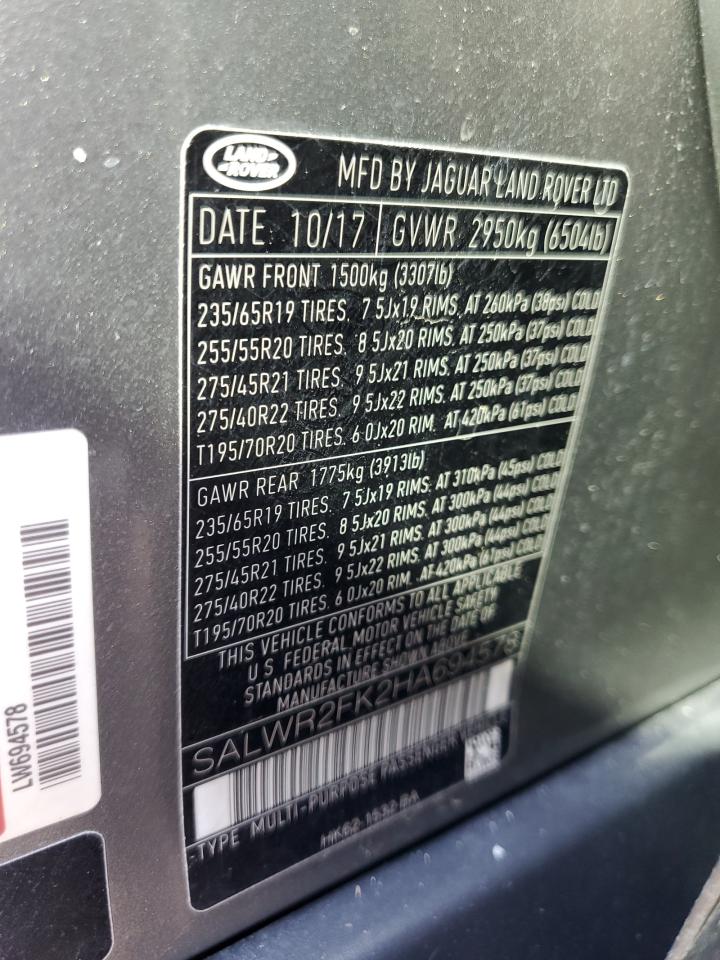 LAND ROVER
MFD BY JAGUAR LAND ROVER LTD
DATE 10/17 GVWR 2950kg (6504lb)
GAWR FRONT 1500kg (3307lb)
235/65R19 TIRES. 7 5Jx19 RIMS. AT 260kPa (38psi) COLD
255/55R20 TIRES. 8 5Jx20 RIMS. AT 250kPa (37psi) COLD
275/45R21 TIRES. 9 5Jx21 RIMS. AT 250kPa (37psi) COLD
275/40R22 TIRES. 9 5Jx22 RIMS. AT 250kPa (37psi) COLD
T195/70R20 TIRES. 6 0Jx20 RIM. AT 420kPa (61psi) COLD
GAWR REAR 1775kg (3913lb)
235/65R19 TIRES. 7 5Jx19 RIMS. AT 310kPa (45psi) COLD
255/55R20 TIRES. 8 5Jx20 RIMS. AT 300kPa (44psi) COLD
275/45R21 TIRES. 9 5Jx21 RIMS. AT 300kPa (44psi) COLD
275/40R22 TIRES. 9 5Jx22 RIMS. AT 300kPa (44psi) COLD
T195/70R20 TIRES. 6 0Jx20 RIM. AT 420kPa (61psi) COLD
THIS VEHICLE CONFORMS TO ALL APPLICABLE
U S FEDERAL MOTOR VEHICLE SAFETY
STANDARDS IN EFFECT ON THE DATE OF
MANUFACTURE SHOWN ABOVE
SALWR2FK2HA694578
TYPE MULTI-PURPOSE PASSENGER VEHICLE
HK62-1532-BA
LW694578